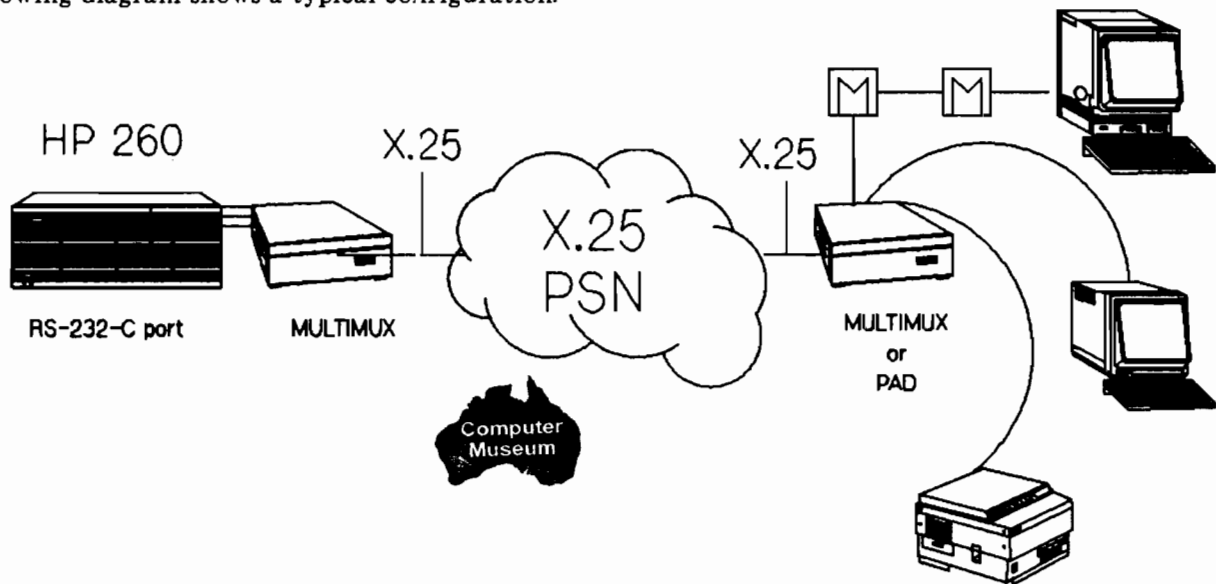 owing diagram shows a typical configuration.
HP 260
X.25
X.25
X.25
PSN
M
M
RS-232-C port
MULTIMUX
MULTIMUX
or
PAD
Computer
Museum